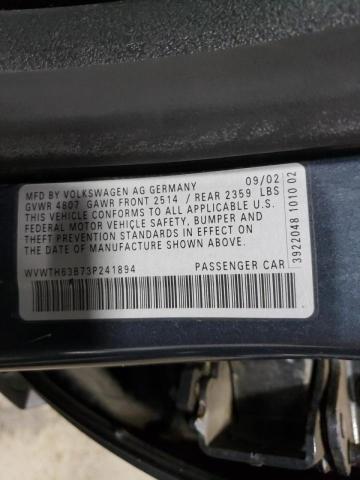 MFD BY VOLKSWAGEN AG GERMANY 09/02
GVWR 4807 GAWR FRONT 2514 / REAR 2359 LBS
THIS VEHICLE CONFORMS TO ALL APPLICABLE U.S.
FEDERAL MOTOR VEHICLE SAFETY, BUMPER AND
THEFT PREVENTION STANDARDS IN EFFECT ON
THE DATE OF MANUFACTURE SHOWN ABOVE
WVWTH63B73P241894 PASSENGER CAR
3922048 1010 02